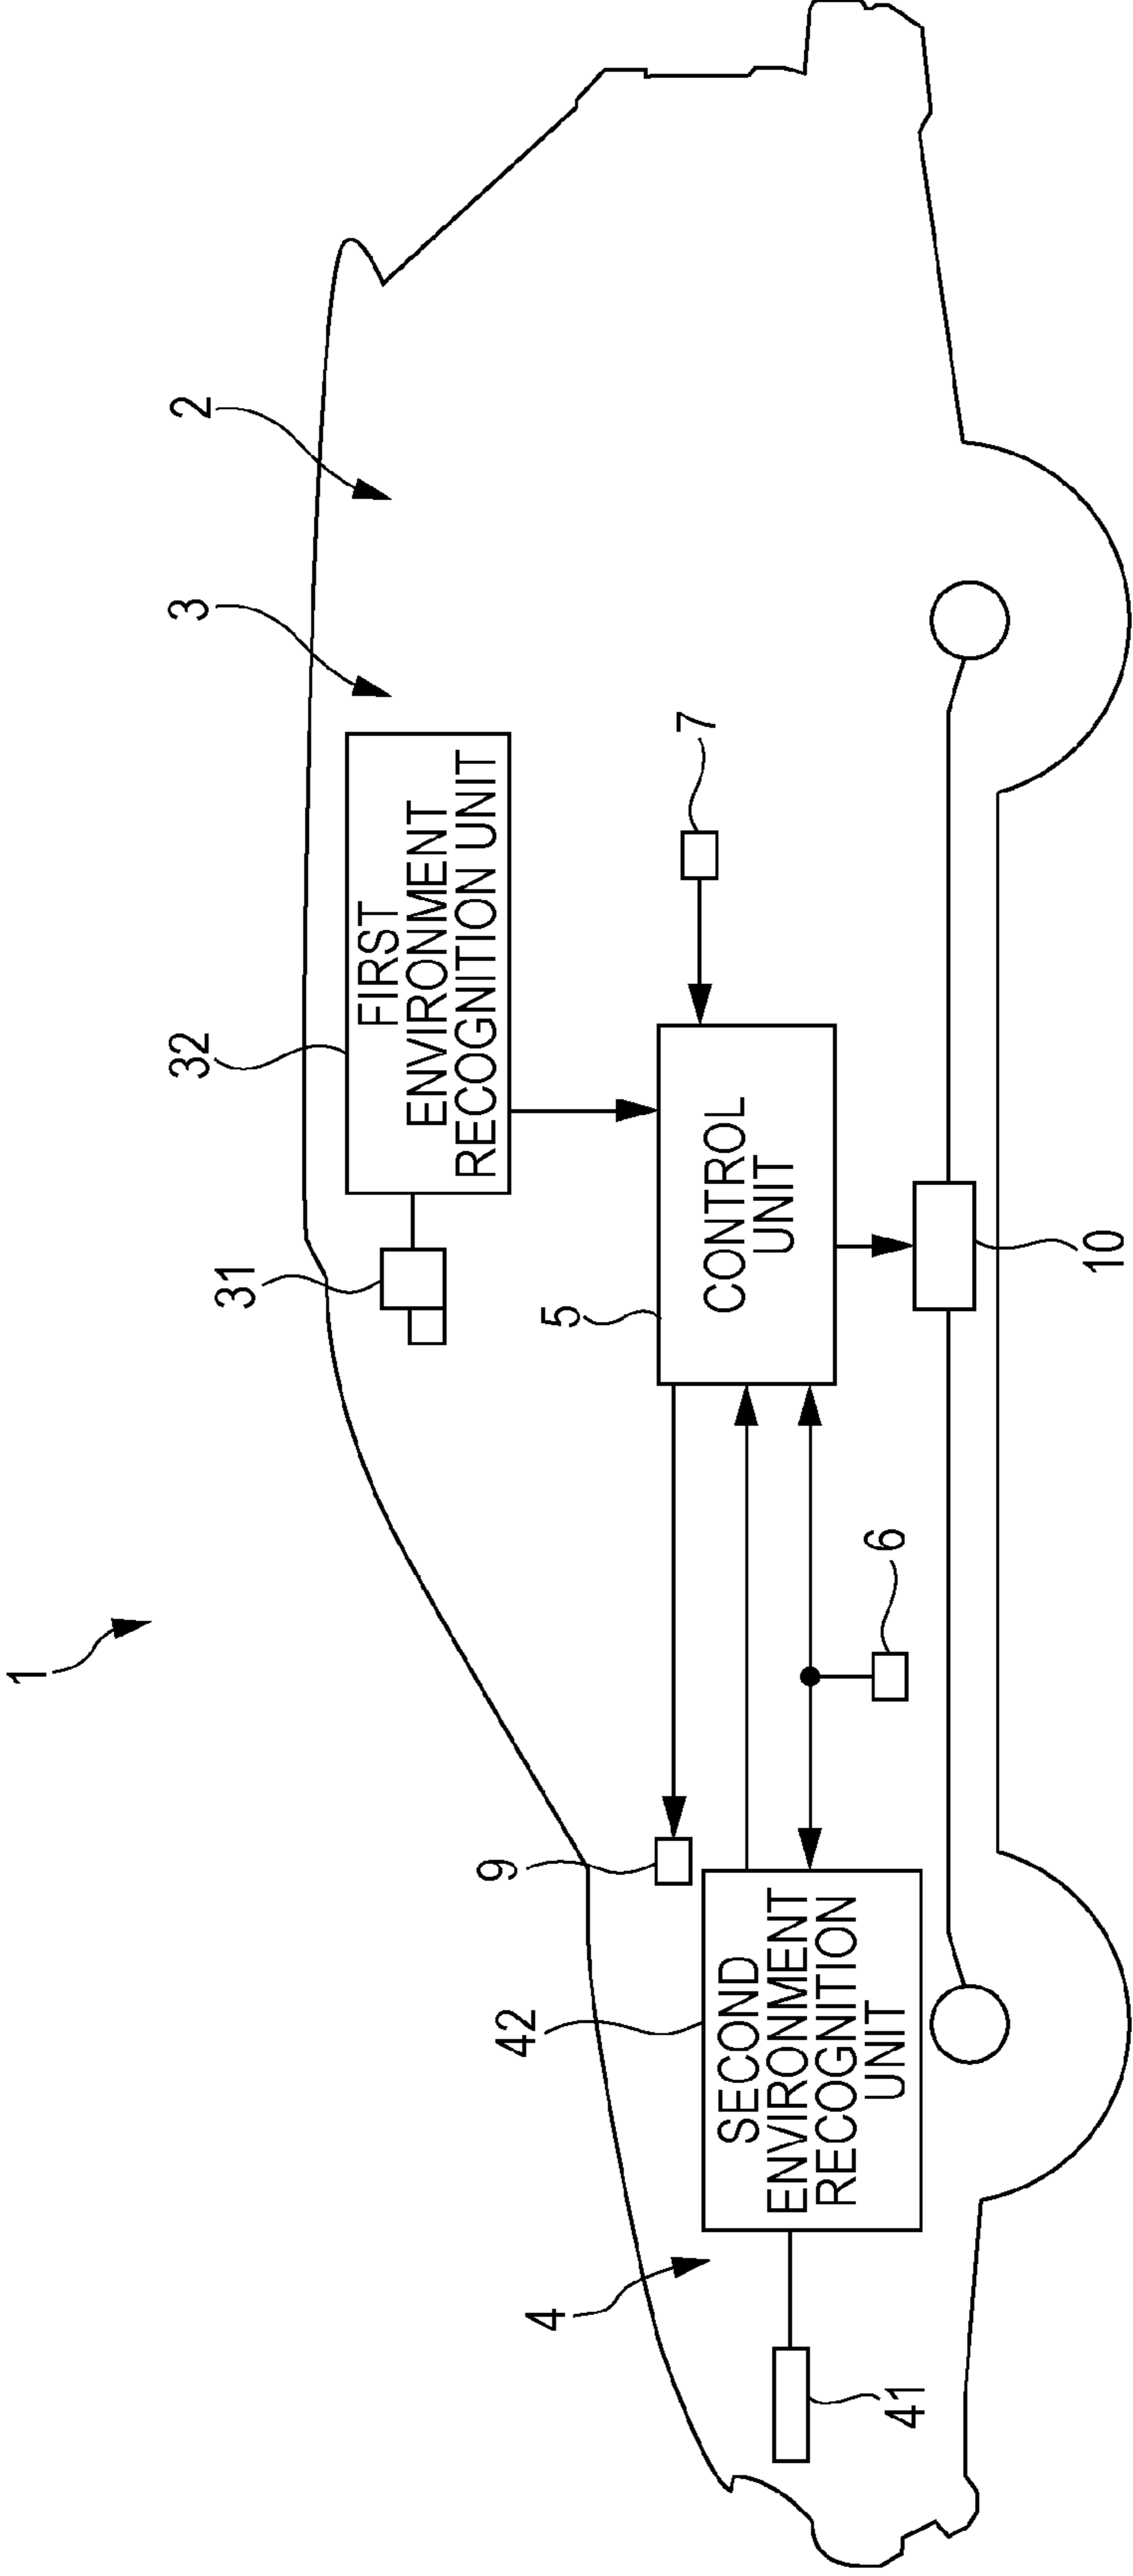 1
2
3
32
FIRST
ENVIRONMENT
RECOGNITION UNIT
31
7
5
CONTROL
UNIT
9
6
10
42
SECOND
ENVIRONMENT
RECOGNITION
UNIT
4
41